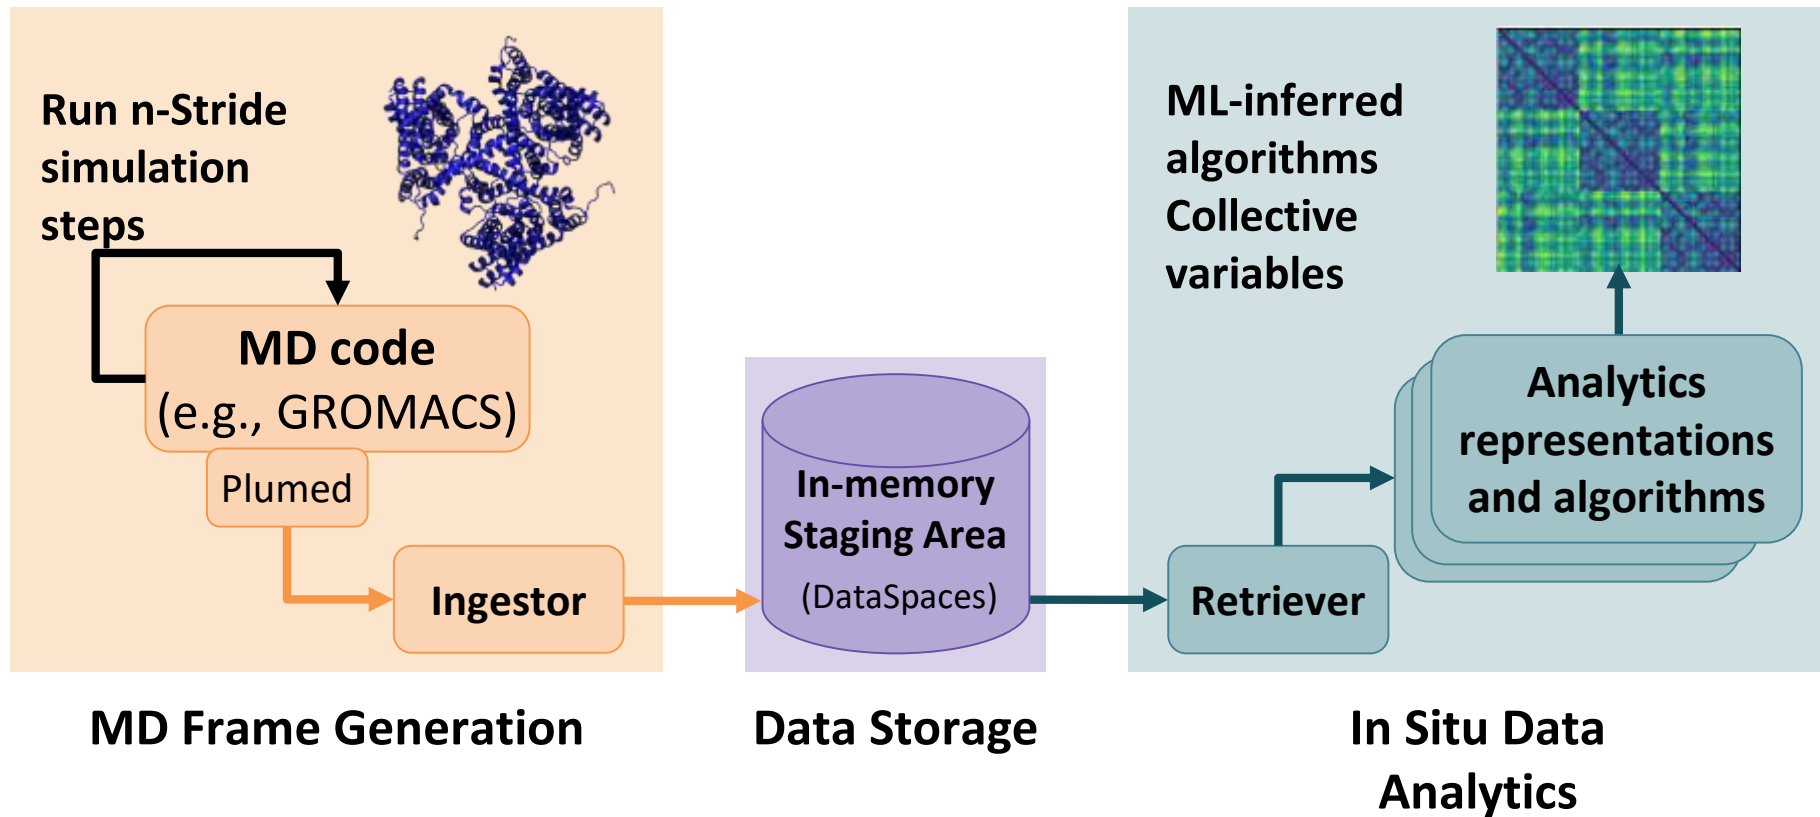 Run n-Stride
simulation
steps
MD code
(e.g., GROMACS)
Plumed
Ingestor
MD Frame Generation
In-memory
Staging Area
(DataSpaces)
Data Storage
ML-inferred
algorithms
Collective
variables
Analytics
representations
and algorithms
Retriever
In Situ Data
Analytics